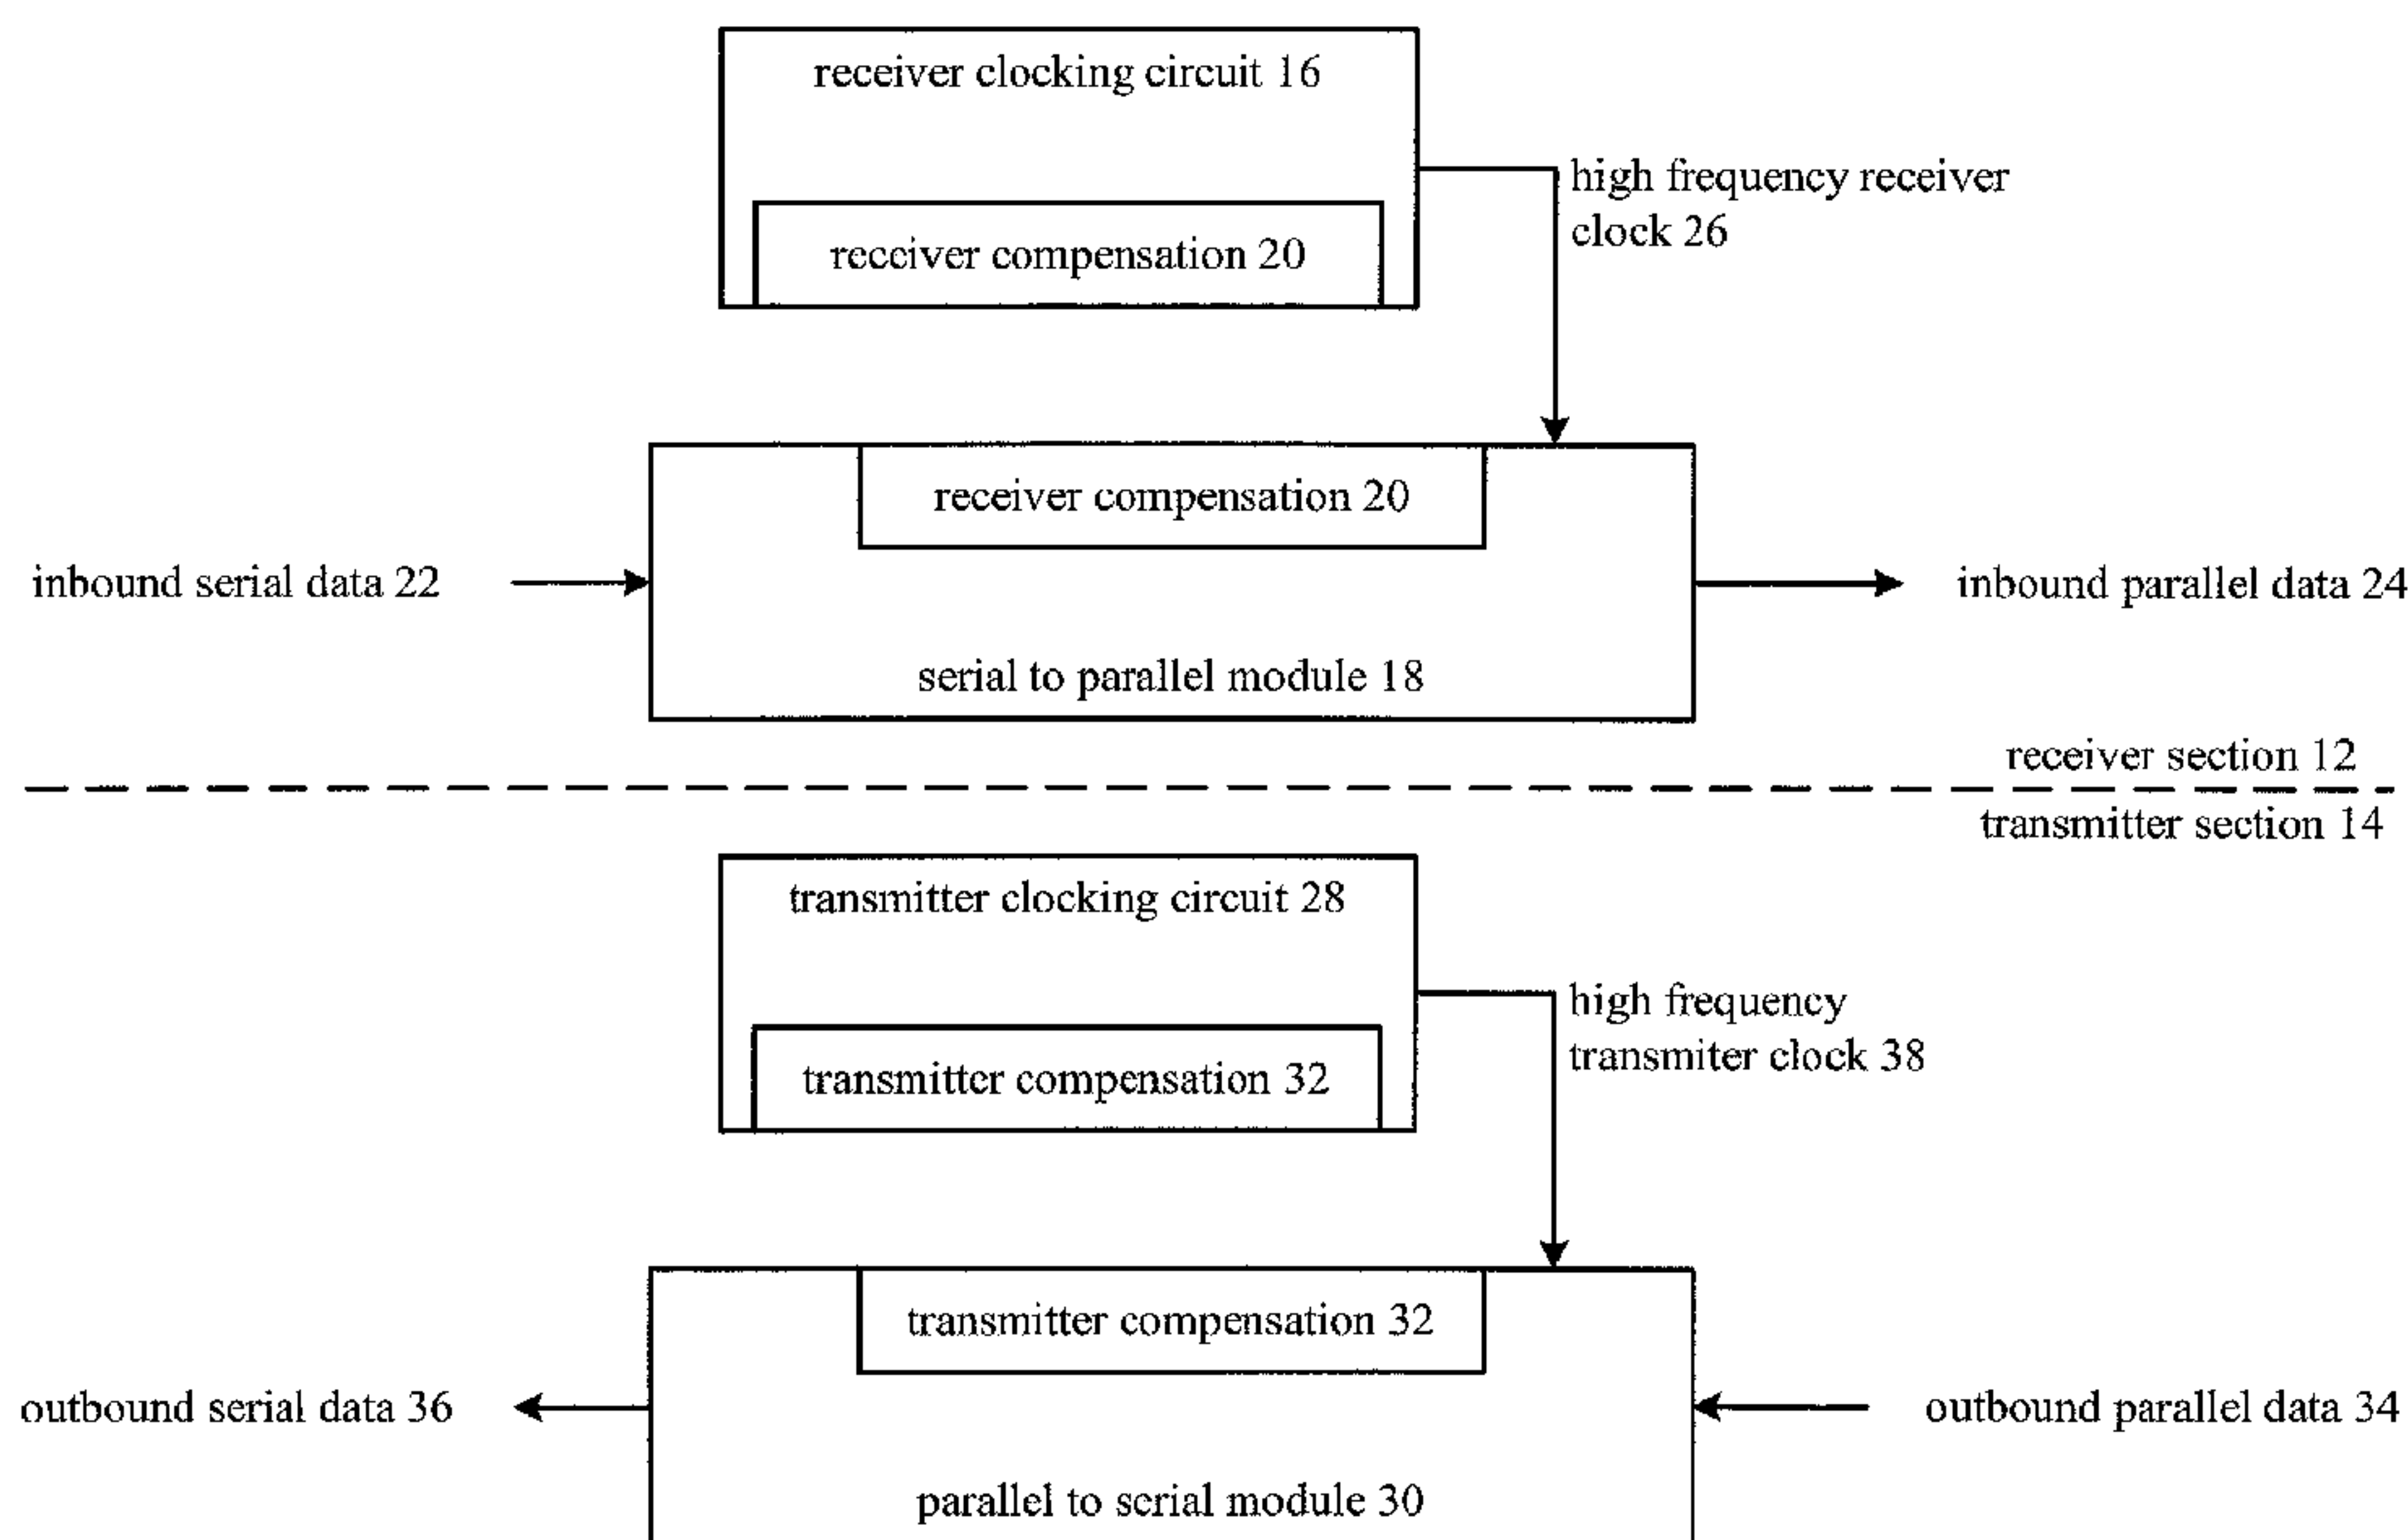 receiver clocking circuit 16
receiver compensation 20
high frequency receiver
clock 26
receiver compensation 20
inbound serial data 22
inbound parallel data 24
serial to parallel module 18
receiver section 12
transmitter section 14
transmitter clocking circuit 28
transmitter compensation 32
high frequency
transmiter clock 38
transmitter compensation 32
outbound serial data 36
outbound parallel data 34
parallel to serial module 30